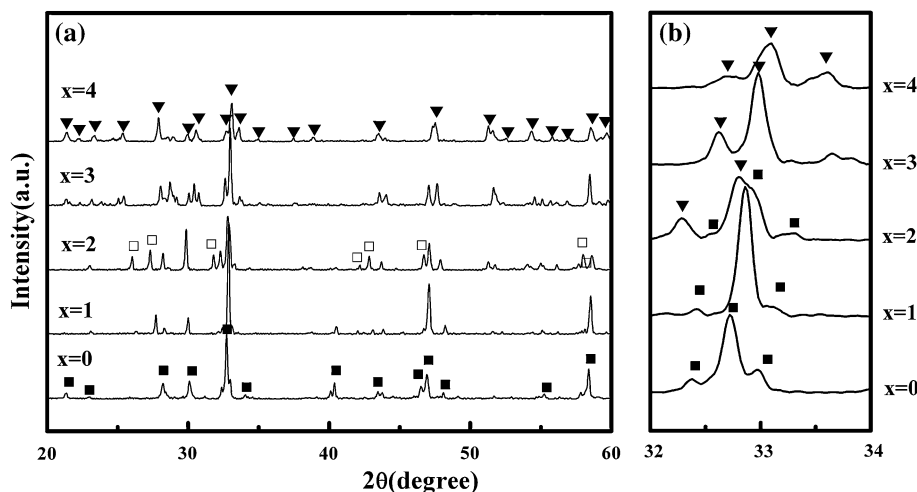 (a)
(b)
x=4
x=3
x=2
x=1
x=0
x=4
x=3
x=2
x=1
x=0
Intensity(a.u.)
20 30 40 50 60
32 33 34
2θ(degree)